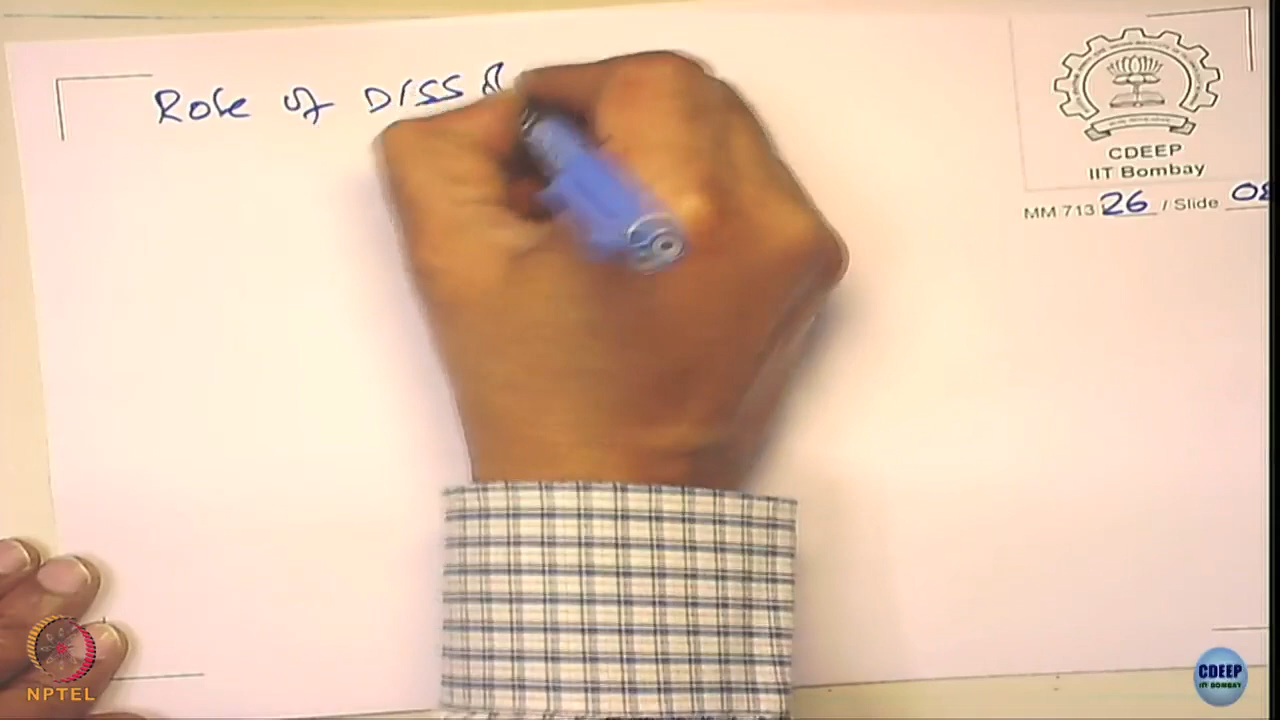 Role of DISS
CDEEP
IIT Bombay
MM 713 26 / Slide 08
NPTEL
CDEEP
IIT BOMBAY